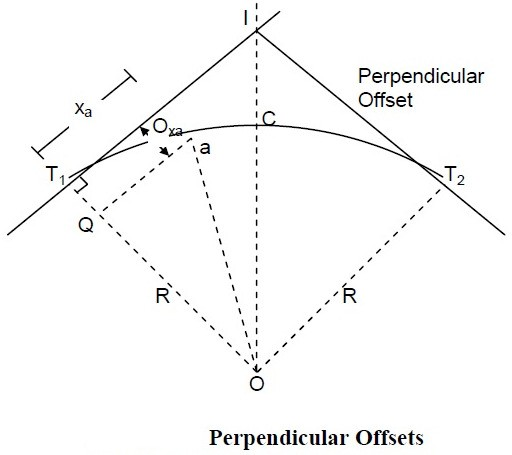 I
Perpendicular
Offset
xₐ
Oₓₐ
C
a
T₁
T₂
Q
R
R
O
Perpendicular Offsets